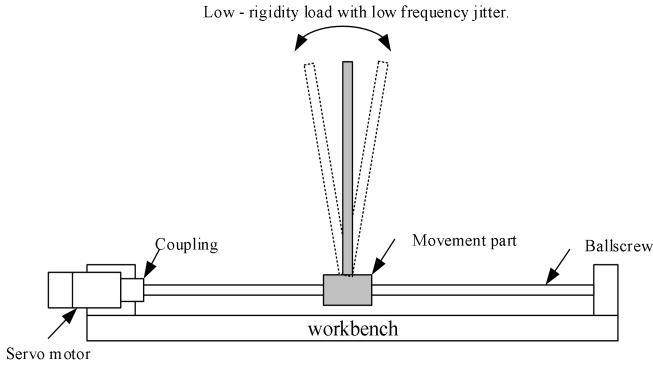 Low - rigidity load with low frequency jitter.
Coupling
Movement part
Ballscrew
workbench
Servo motor